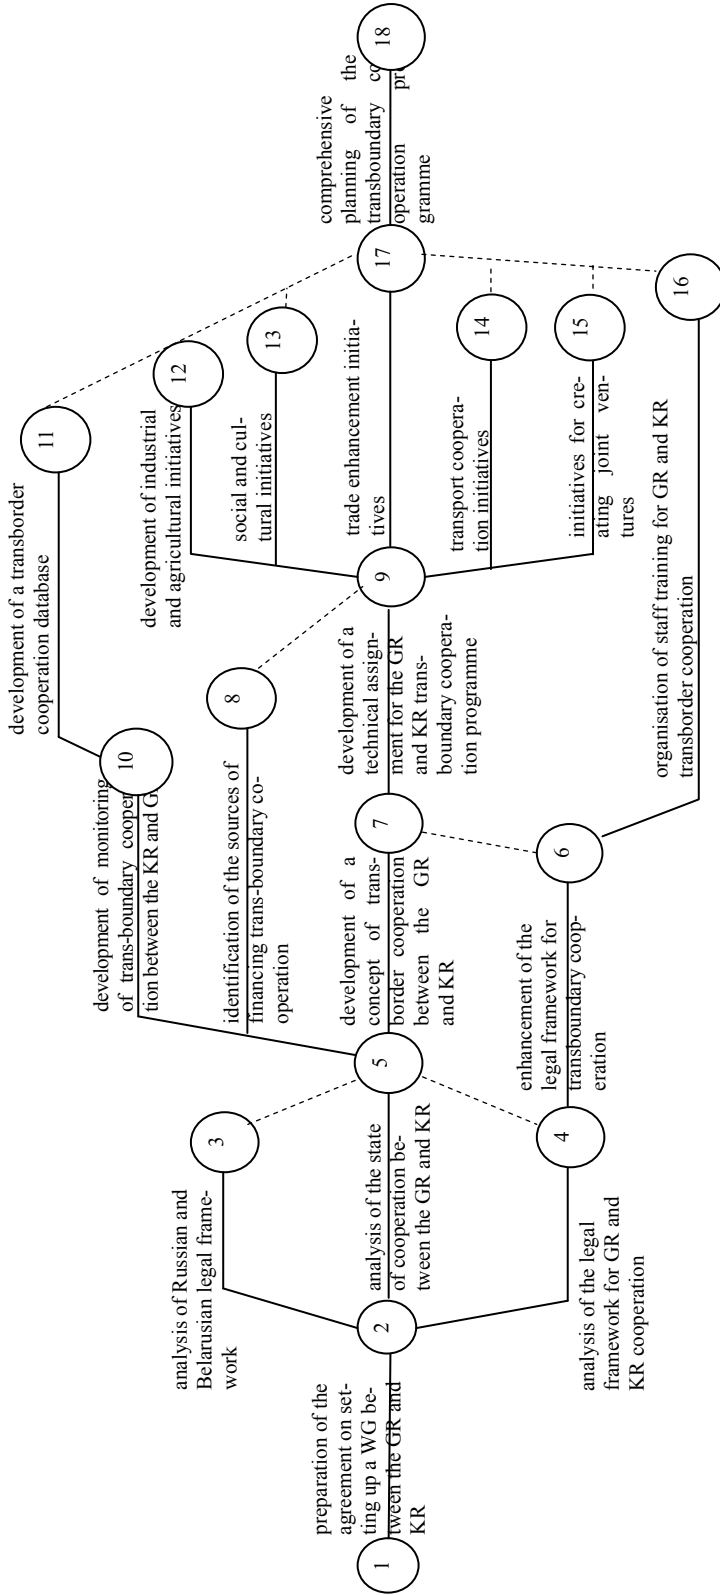 1
preparation of the
agreement on set-
ting up a WG be-
tween the GR and
KR
2
analysis of Russian and
Belarusian legal frame-
work
3
analysis of the state
of cooperation be-
tween the GR and KR
analysis of the legal
framework for GR and
KR cooperation
4
5
development of monitoring
of trans-boundary cooper
tion between the KR and G
10
identification of the sources of
financing trans-boundary co-
operation
8
development of a
concept of trans-
border cooperation
between the GR
and KR
7
enhancement of the
legal framework for
transboundary coop-
eration
6
development of a transborder
cooperation database
11
development of a
technical assign-
ment for the GR
and KR trans-
boundary coopera-
tion programme
9
development of industrial
and agricultural initiatives
12
social and cul-
tural initiatives
13
trade enhancement initia-
tives
transport coopera-
tion initiatives
14
initiatives for cre-
ating joint ven-
tures
15
organisation of staff training for GR and KR
transborder cooperation
16
17
comprehensive
planning of the
transboundary co
operation pr
gramme
18